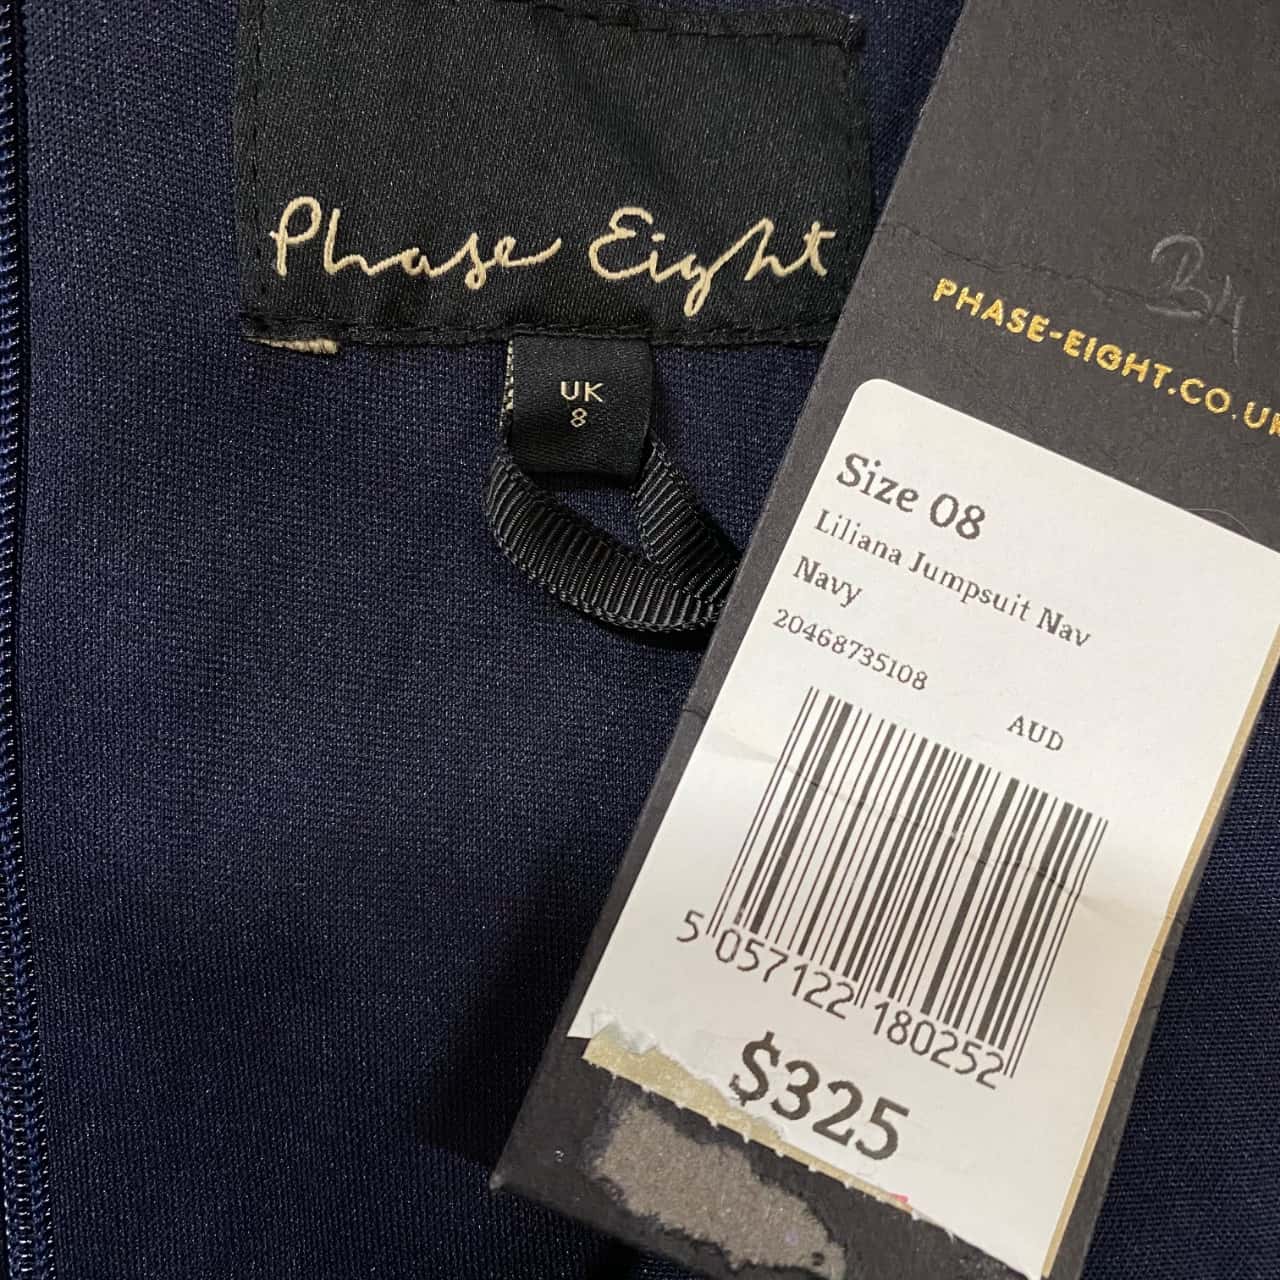 Phase Eight
UK
8
PHASE-EIGHT.CO.UK
Size 08
Liliana Jumpsuit Nav
Navy
20468735108
AUD
5 057122 180252
$325